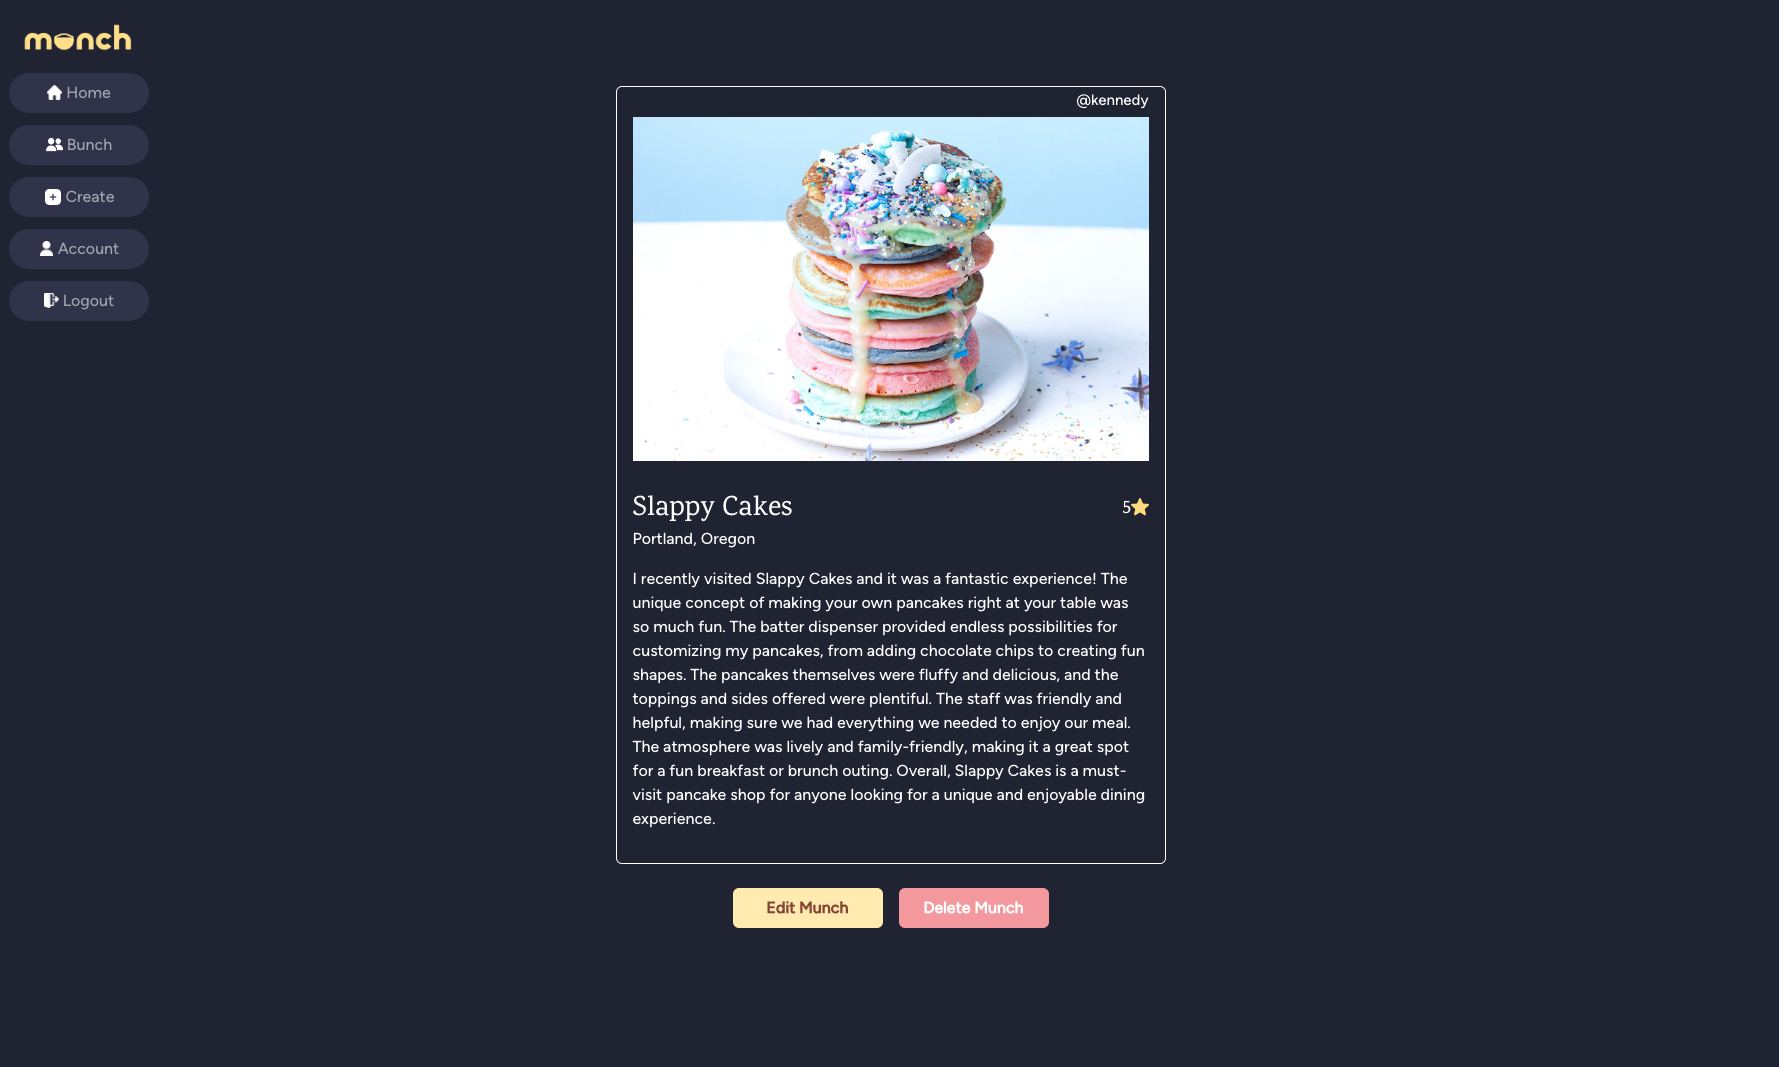 munch
Home
Bunch
Create
Account
Logout
@kennedy
Slappy Cakes
5
Portland, Oregon
I recently visited Slappy Cakes and it was a fantastic experience! The
unique concept of making your own pancakes right at your table was
so much fun. The batter dispenser provided endless possibilities for
customizing my pancakes, from adding chocolate chips to creating fun
shapes. The pancakes themselves were fluffy and delicious, and the
toppings and sides offered were plentiful. The staff was friendly and
helpful, making sure we had everything we needed to enjoy our meal.
The atmosphere was lively and family-friendly, making it a great spot
for a fun breakfast or brunch outing. Overall, Slappy Cakes is a must-
visit pancake shop for anyone looking for a unique and enjoyable dining
experience.
Edit Munch
Delete Munch